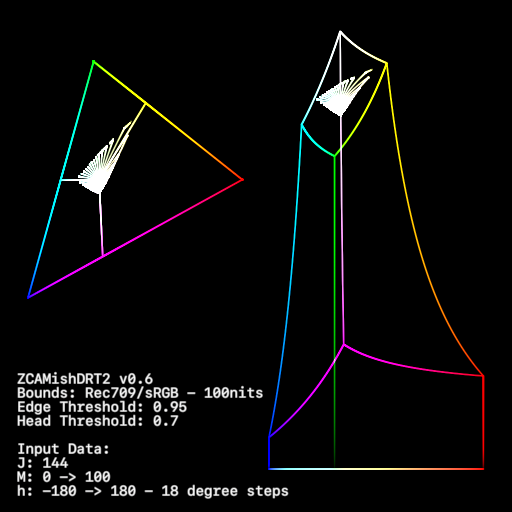 ZCAMishDRT2 v0.6
Bounds: Rec709/sRGB - 100nits
Edge Threshold: 0.95
Head Threshold: 0.7
Input Data:
J: 144
M: 0 -> 100
h: -180 -> 180 - 18 degree steps